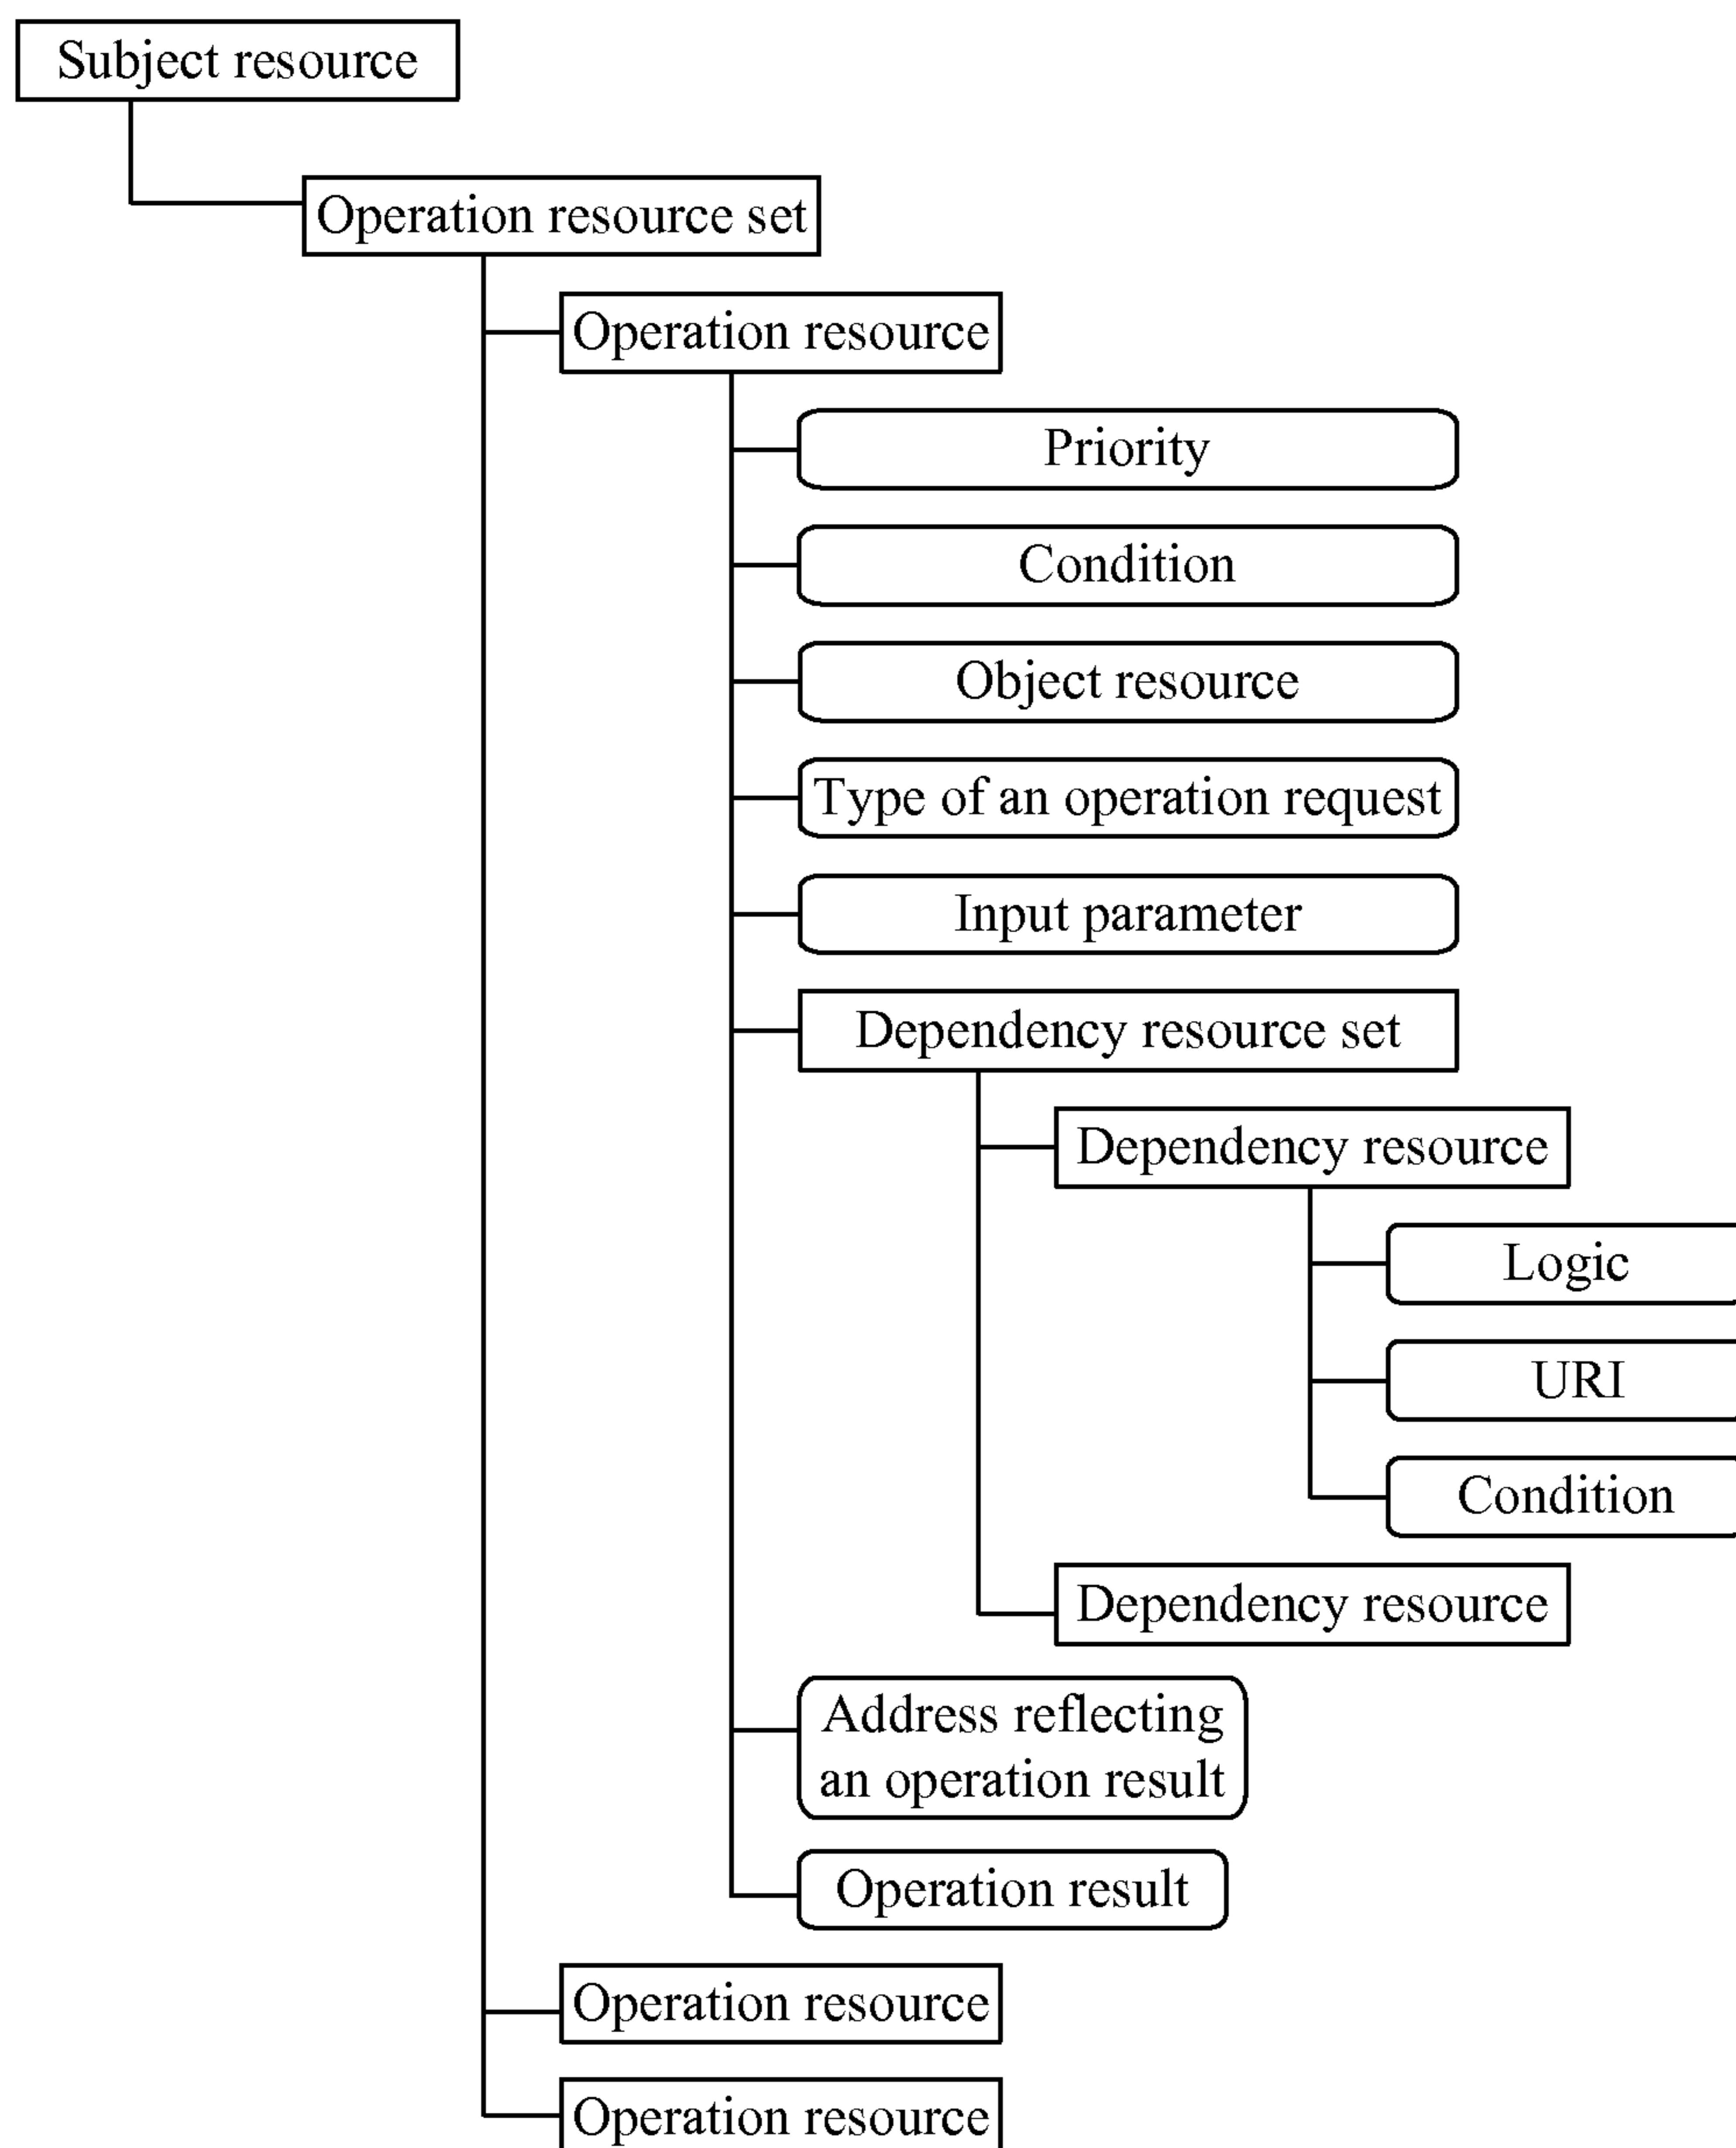 Subject resource
Operation resource set
Operation resource
Priority
Condition
Object resource
Type of an operation request
Input parameter
Dependency resource set
Dependency resource
Logic
URI
Condition
Dependency resource
Address reflecting
an operation result
Operation result
Operation resource
Operation resource